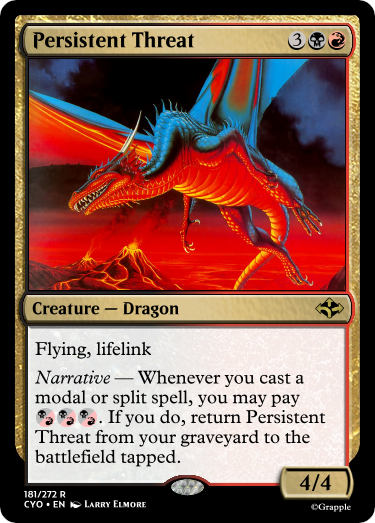 Persistent Threat 3
Creature — Dragon
Flying, lifelink
Narrative — Whenever you cast a
modal or split spell, you may pay
. If you do, return Persistent
Threat from your graveyard to the
battlefield tapped.
4/4
181/272 R
CYO • EN Larry Elmore
©Grapple